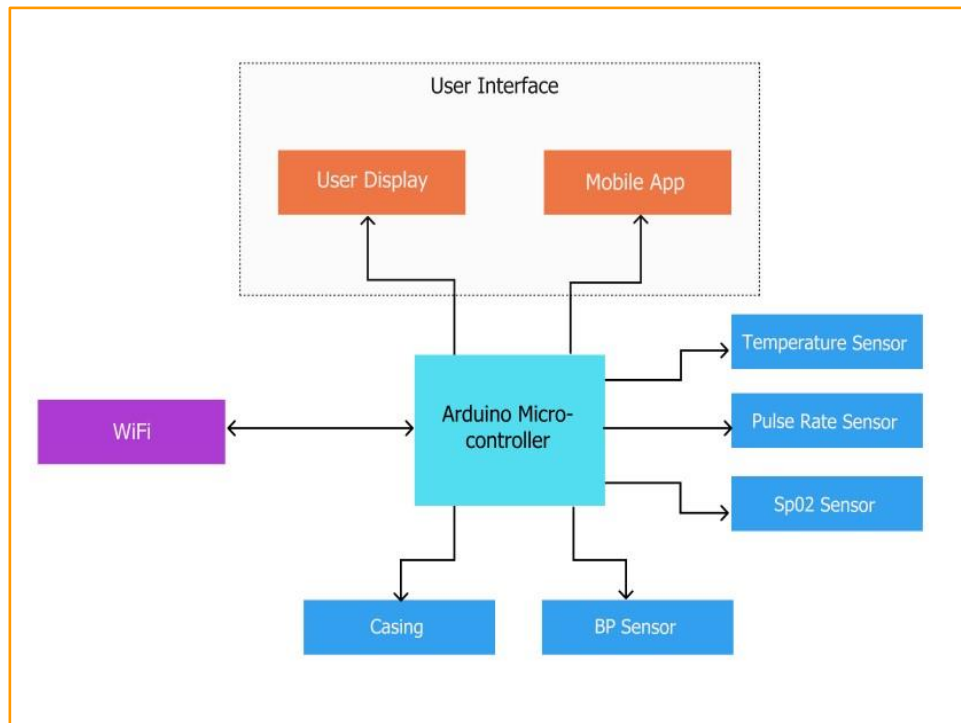 User Interface
User Display
Mobile App
Temperature Sensor
Arduino Micro-
controller
Pulse Rate Sensor
WiFi
Sp02 Sensor
Casing
BP Sensor